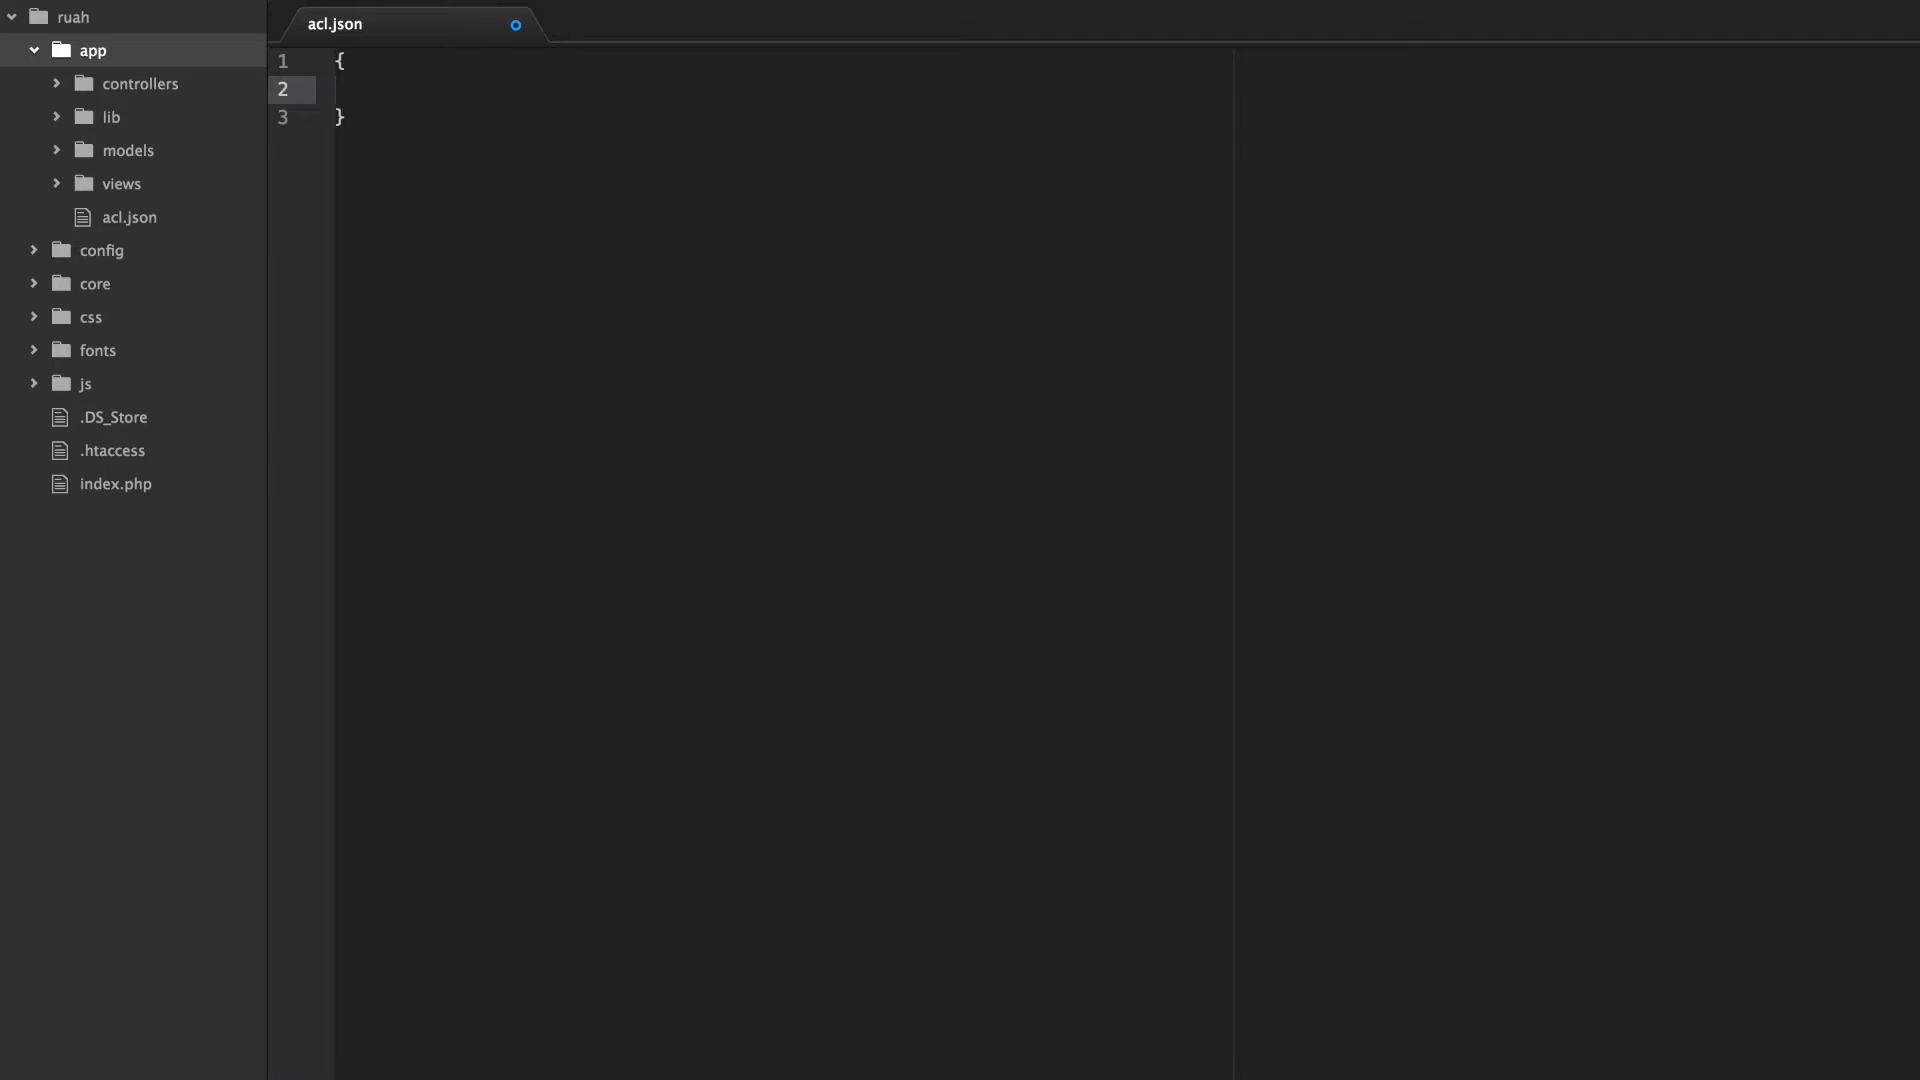 ruah
app
controllers
lib
models
views
acl.json
config
core
css
fonts
js
.DS_Store
.htaccess
index.php
acl.json
1 {
2
3 }